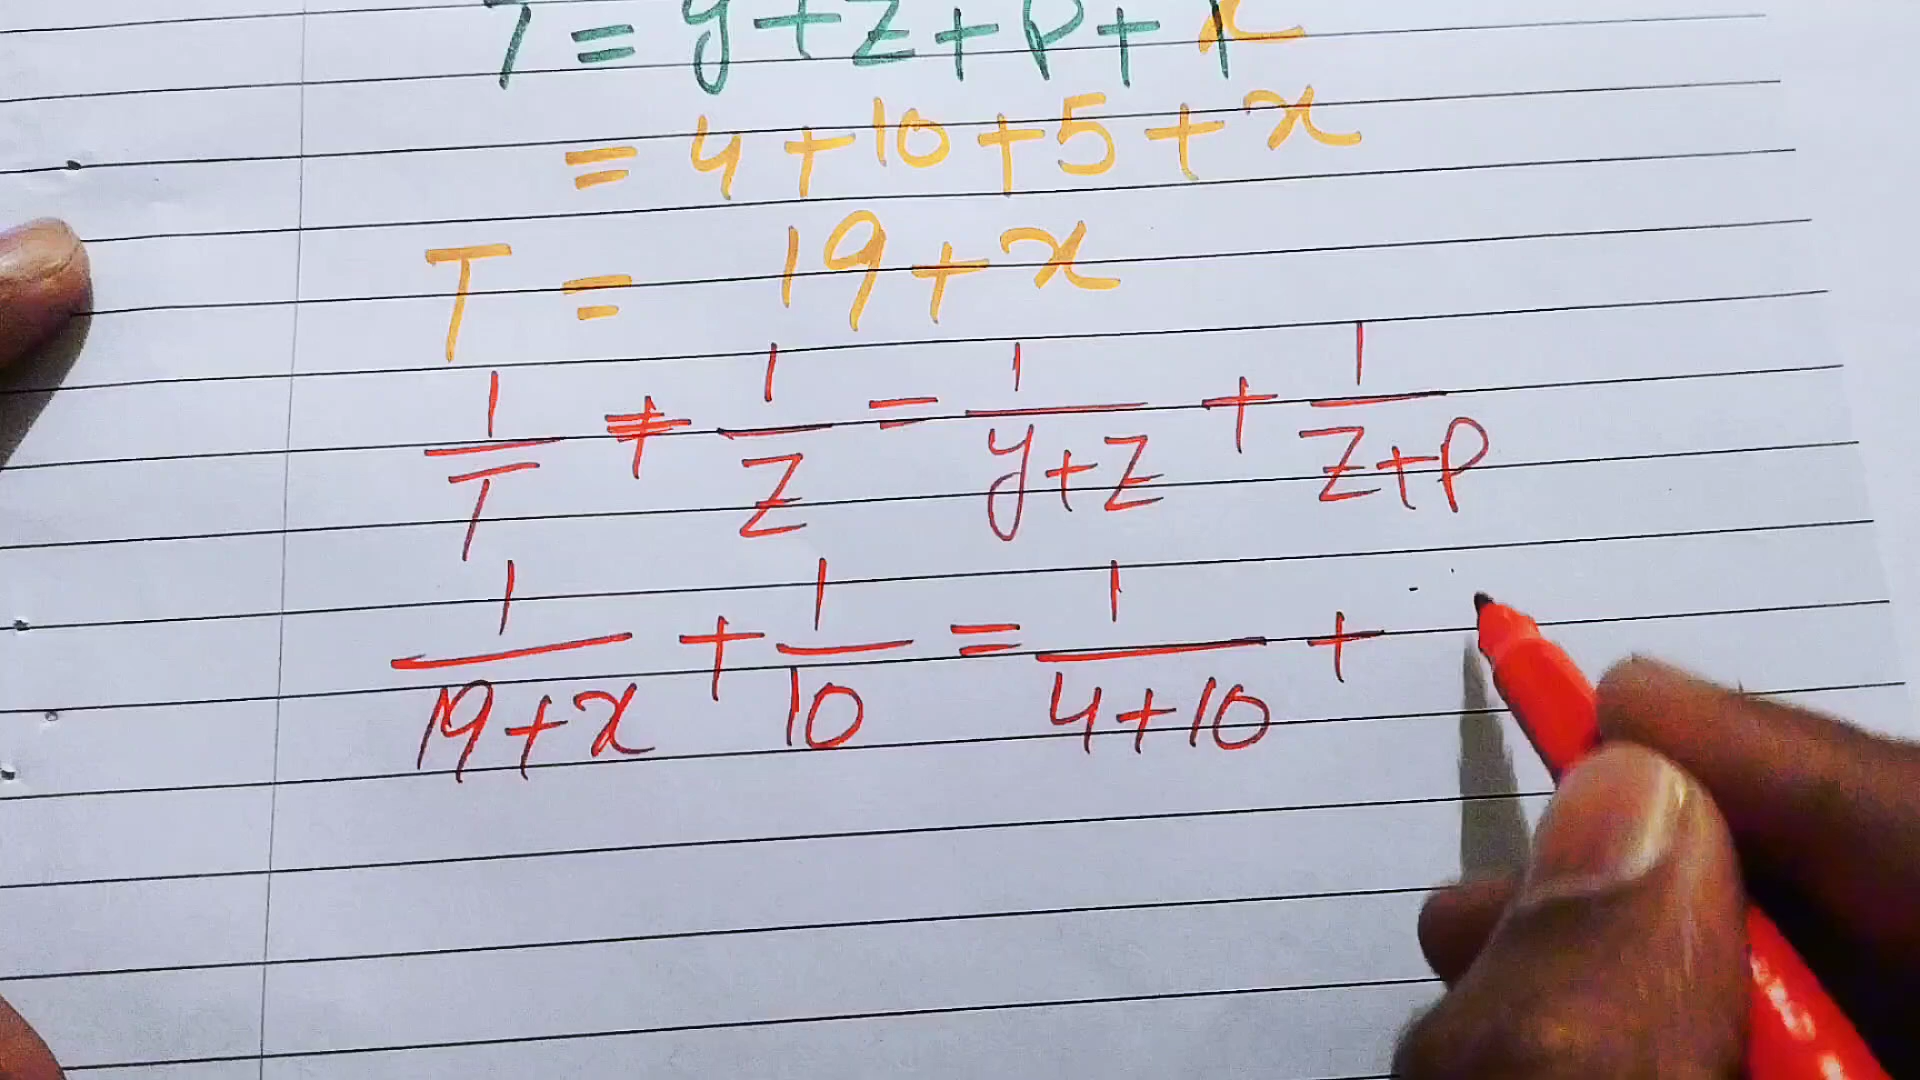 T = y + z + p + x
= 4 + 10 + 5 + x
T = 19 + x
1/T + 1/z = 1/(y+z) + 1/(z+p)
1/(19+x) + 1/10 = 1/(4+10) +